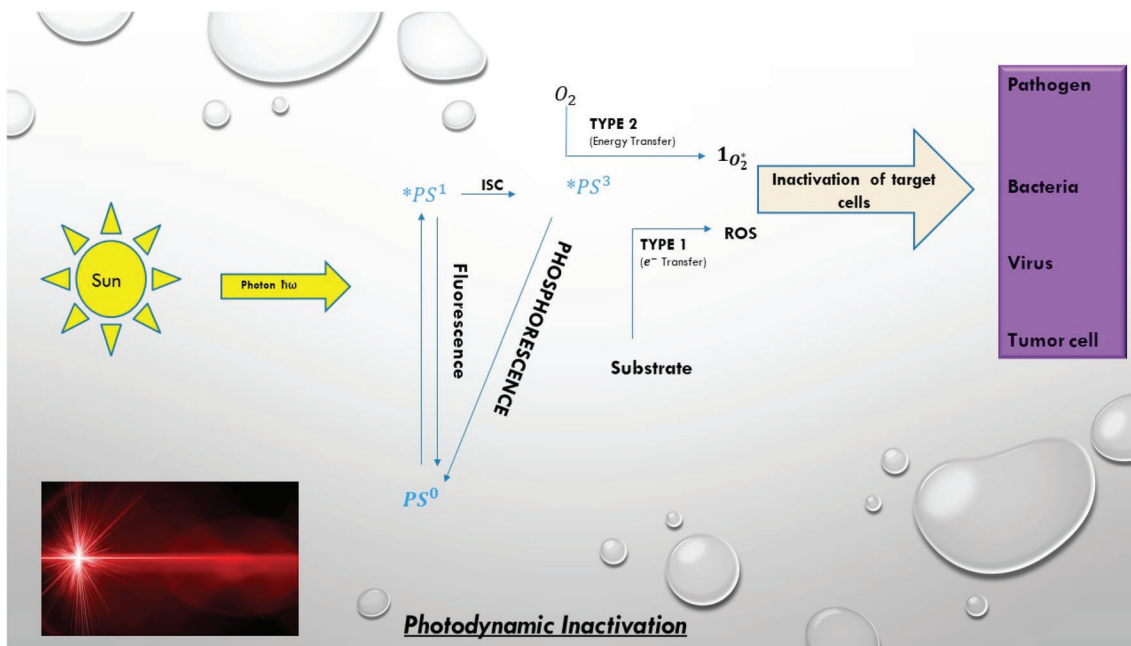 O₂
TYPE 2
(Energy Transfer)
1O₂*
*PS¹
ISC
*PS³
TYPE 1
(e⁻ Transfer)
ROS
Substrate
Fluorescence
PHOSPHORESCENCE
PS⁰
Sun
Photon ħω
Inactivation of target
cells
Pathogen
Bacteria
Virus
Tumor cell
Photodynamic Inactivation